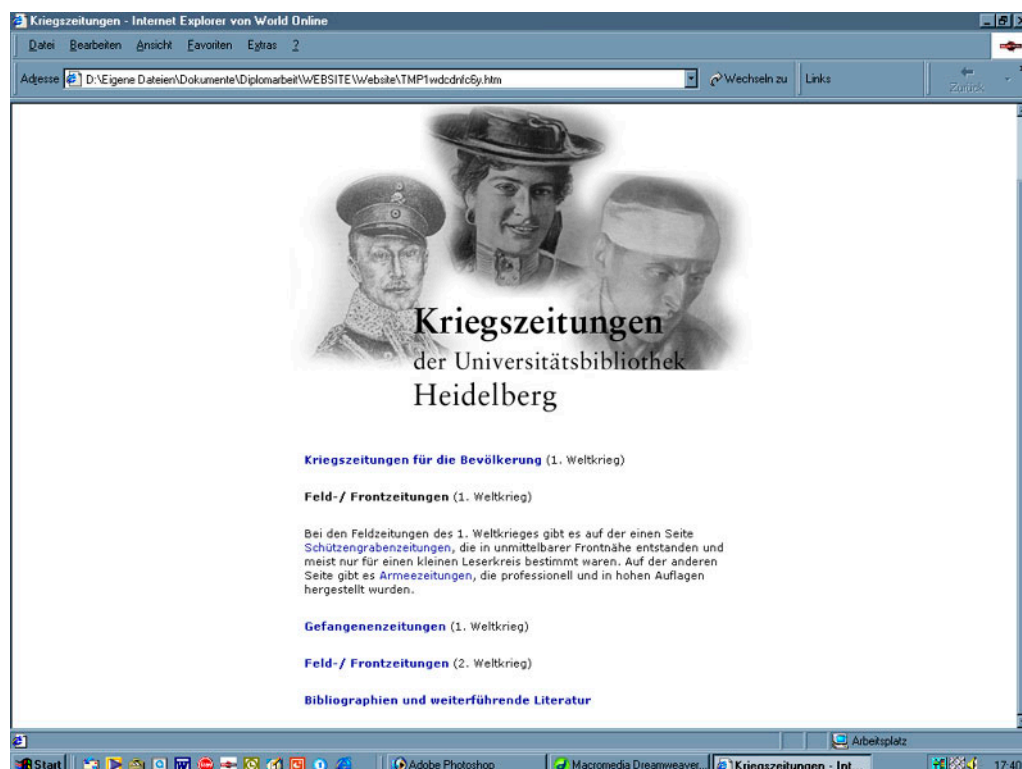 Kriegszeitungen - Internet Explorer von World Online
Datei Bearbeiten Ansicht Favoriten Extras ?
Adresse D:\Eigene Dateien\Dokumente\Diplomarbeit\WEBSITE\Website\TMP1wdcdnfc6y.htm Wechseln zu Links Zurück
Kriegszeitungen
der Universitätsbibliothek
Heidelberg
Kriegszeitungen für die Bevölkerung (1. Weltkrieg)
Feld-/ Frontzeitungen (1. Weltkrieg)
Bei den Feldzeitungen des 1. Weltkrieges gibt es auf der einen Seite
Schützengrabenzeitungen, die in unmittelbarer Frontnähe entstanden und
meist nur für einen kleinen Leserkreis bestimmt waren. Auf der anderen
Seite gibt es Armeezeitungen, die professionell und in hohen Auflagen
hergestellt wurden.
Gefangenenzeitungen (1. Weltkrieg)
Feld-/ Frontzeitungen (2. Weltkrieg)
Bibliographien und weiterführende Literatur
Arbeitsplatz
Start Adobe Photoshop Macromedia Dreamweaver... Kriegszeitungen - Int... 17:40